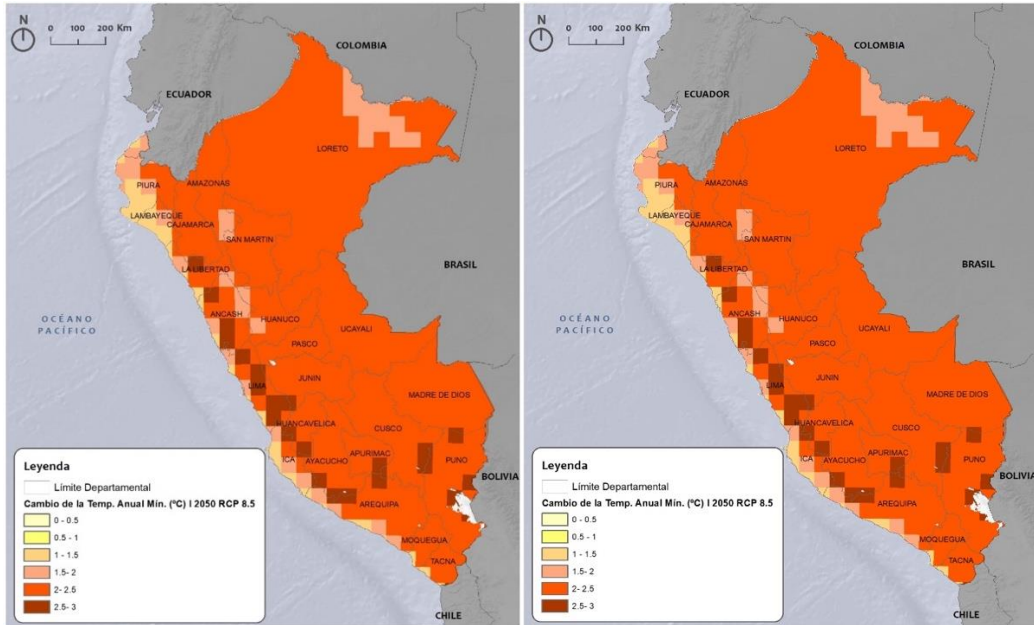 N
0 100 200 Km
COLOMBIA
ECUADOR
LORETO
PIURA
AMAZONAS
LAMBAYEQUE
CAJAMARCA
SAN MARTIN
BRASIL
LA LIBERTAD
OCÉANO
PACÍFICO
ANCASH
HUANUCO
UCAYALI
PASCO
LIMA
JUNIN
MADRE DE DIOS
HUANCAVELICA
CUSCO
ICA
AYACUCHO
APURIMAC
PUNO
BOLIVIA
AREQUIPA
MOQUEGUA
TACNA
CHILE
Leyenda
Límite Departamental
Cambio de la Temp. Anual Mín. (ºC) I 2050 RCP 8.5
0 - 0.5
0.5 - 1
1 - 1.5
1.5- 2
2- 2.5
2.5- 3
N
0 100 200 Km
COLOMBIA
ECUADOR
LORETO
PIURA
AMAZONAS
LAMBAYEQUE
CAJAMARCA
SAN MARTIN
BRASIL
LA LIBERTAD
OCÉANO
PACÍFICO
ANCASH
HUANUCO
UCAYALI
PASCO
LIMA
JUNIN
MADRE DE DIOS
HUANCAVELICA
CUSCO
ICA
AYACUCHO
APURIMAC
PUNO
BOLIVIA
AREQUIPA
MOQUEGUA
TACNA
CHILE
Leyenda
Límite Departamental
Cambio de la Temp. Anual Mín. (ºC) I 2050 RCP 8.5
0 - 0.5
0.5 - 1
1 - 1.5
1.5- 2
2- 2.5
2.5- 3